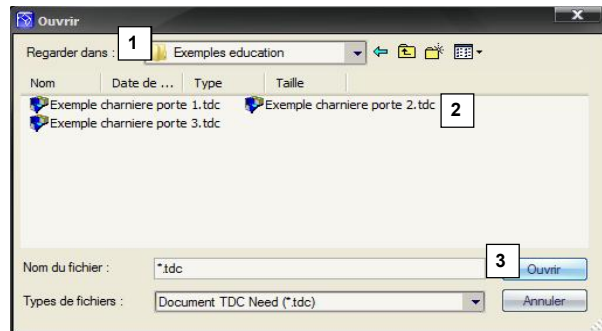 Ouvrir
Regarder dans : 1 Exemples education
Nom Date de ... Type Taille
Exemple charniere porte 1.tdc Exemple charniere porte 2.tdc 2
Exemple charniere porte 3.tdc
Nom du fichier : *.tdc 3 Ouvrir
Types de fichiers : Document TDC Need (*.tdc) Annuler